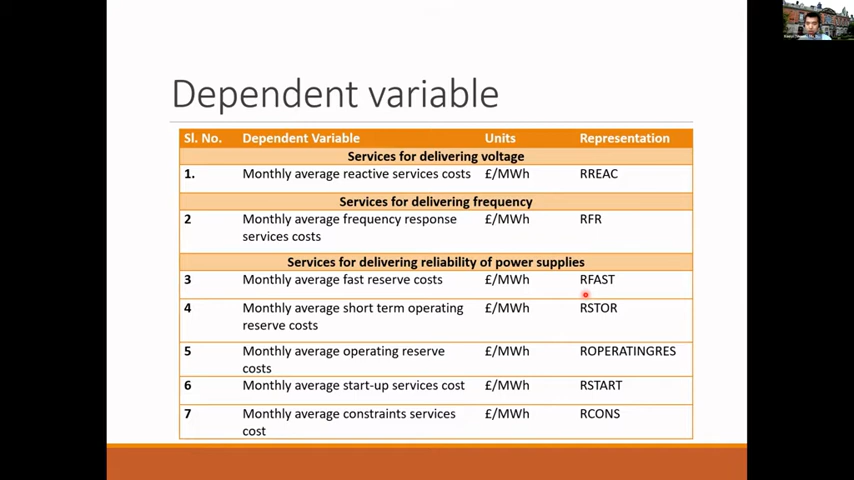 Dependent variable
Sl. No. Dependent Variable Units Representation
Services for delivering voltage
1. Monthly average reactive services costs £/MWh RREAC
Services for delivering frequency
2 Monthly average frequency response services costs £/MWh RFR
Services for delivering reliability of power supplies
3 Monthly average fast reserve costs £/MWh RFAST
4 Monthly average short term operating reserve costs £/MWh RSTOR
5 Monthly average operating reserve costs £/MWh ROPERATINGRES
6 Monthly average start-up services cost £/MWh RSTART
7 Monthly average constraints services cost £/MWh RCONS